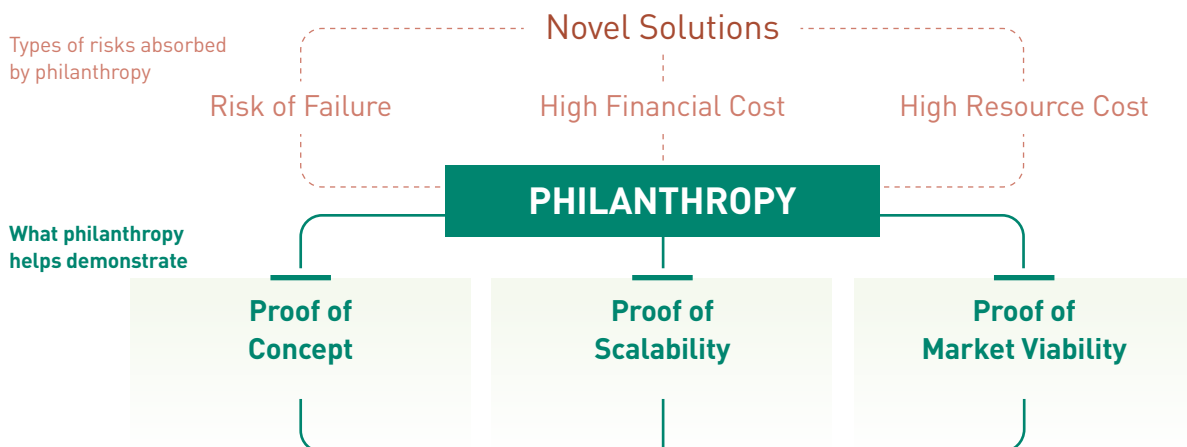 Novel Solutions
Types of risks absorbed
by philanthropy
Risk of Failure
High Financial Cost
High Resource Cost
PHILANTHROPY
What philanthropy
helps demonstrate
Proof of
Concept
Proof of
Scalability
Proof of
Market Viability